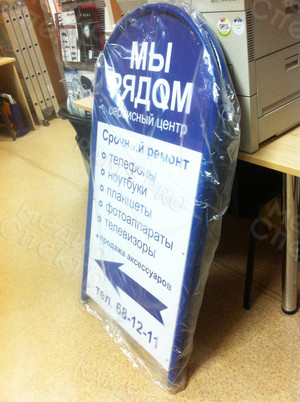 МЫ
РЯДОМ
сервисный центр
Срочный ремонт
телефоны
ноутбуки
планшеты
фотоаппараты
телевизоры
+ продажа аксессуаров
тел. 68-12-11